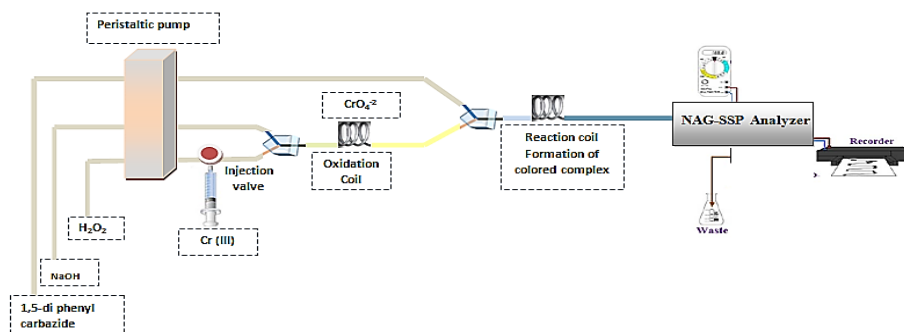 Peristaltic pump
CrO₄⁻²
Reaction coil
Formation of
colored complex
NAG-SSP Analyzer
Recorder
Injection
valve
Oxidation
Coil
H₂O₂
Cr (III)
Waste
NaOH
1,5-di phenyl
carbazide